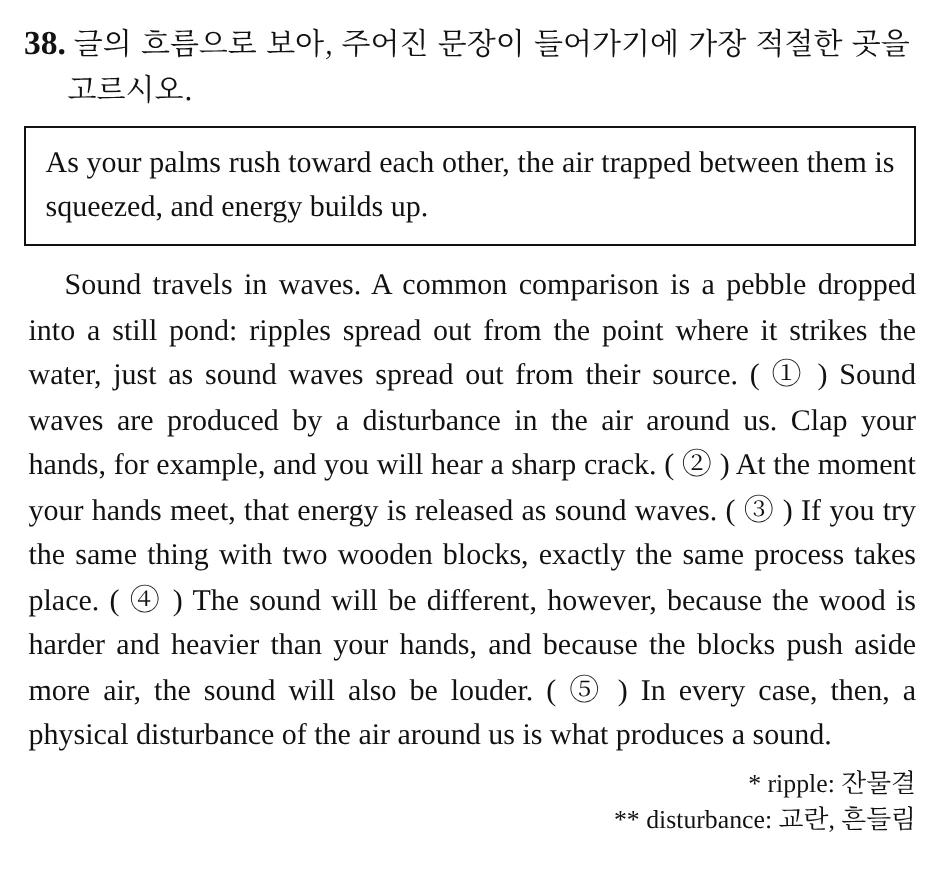 38. 글의 흐름으로 보아, 주어진 문장이 들어가기에 가장 적절한 곳을
고르시오.
As your palms rush toward each other, the air trapped between them is
squeezed, and energy builds up.
Sound travels in waves. A common comparison is a pebble dropped
into a still pond: ripples spread out from the point where it strikes the
water, just as sound waves spread out from their source. ( ① ) Sound
waves are produced by a disturbance in the air around us. Clap your
hands, for example, and you will hear a sharp crack. ( ② ) At the moment
your hands meet, that energy is released as sound waves. ( ③ ) If you try
the same thing with two wooden blocks, exactly the same process takes
place. ( ④ ) The sound will be different, however, because the wood is
harder and heavier than your hands, and because the blocks push aside
more air, the sound will also be louder. ( ⑤ ) In every case, then, a
physical disturbance of the air around us is what produces a sound.
* ripple: 잔물결
** disturbance: 교란, 흔들림